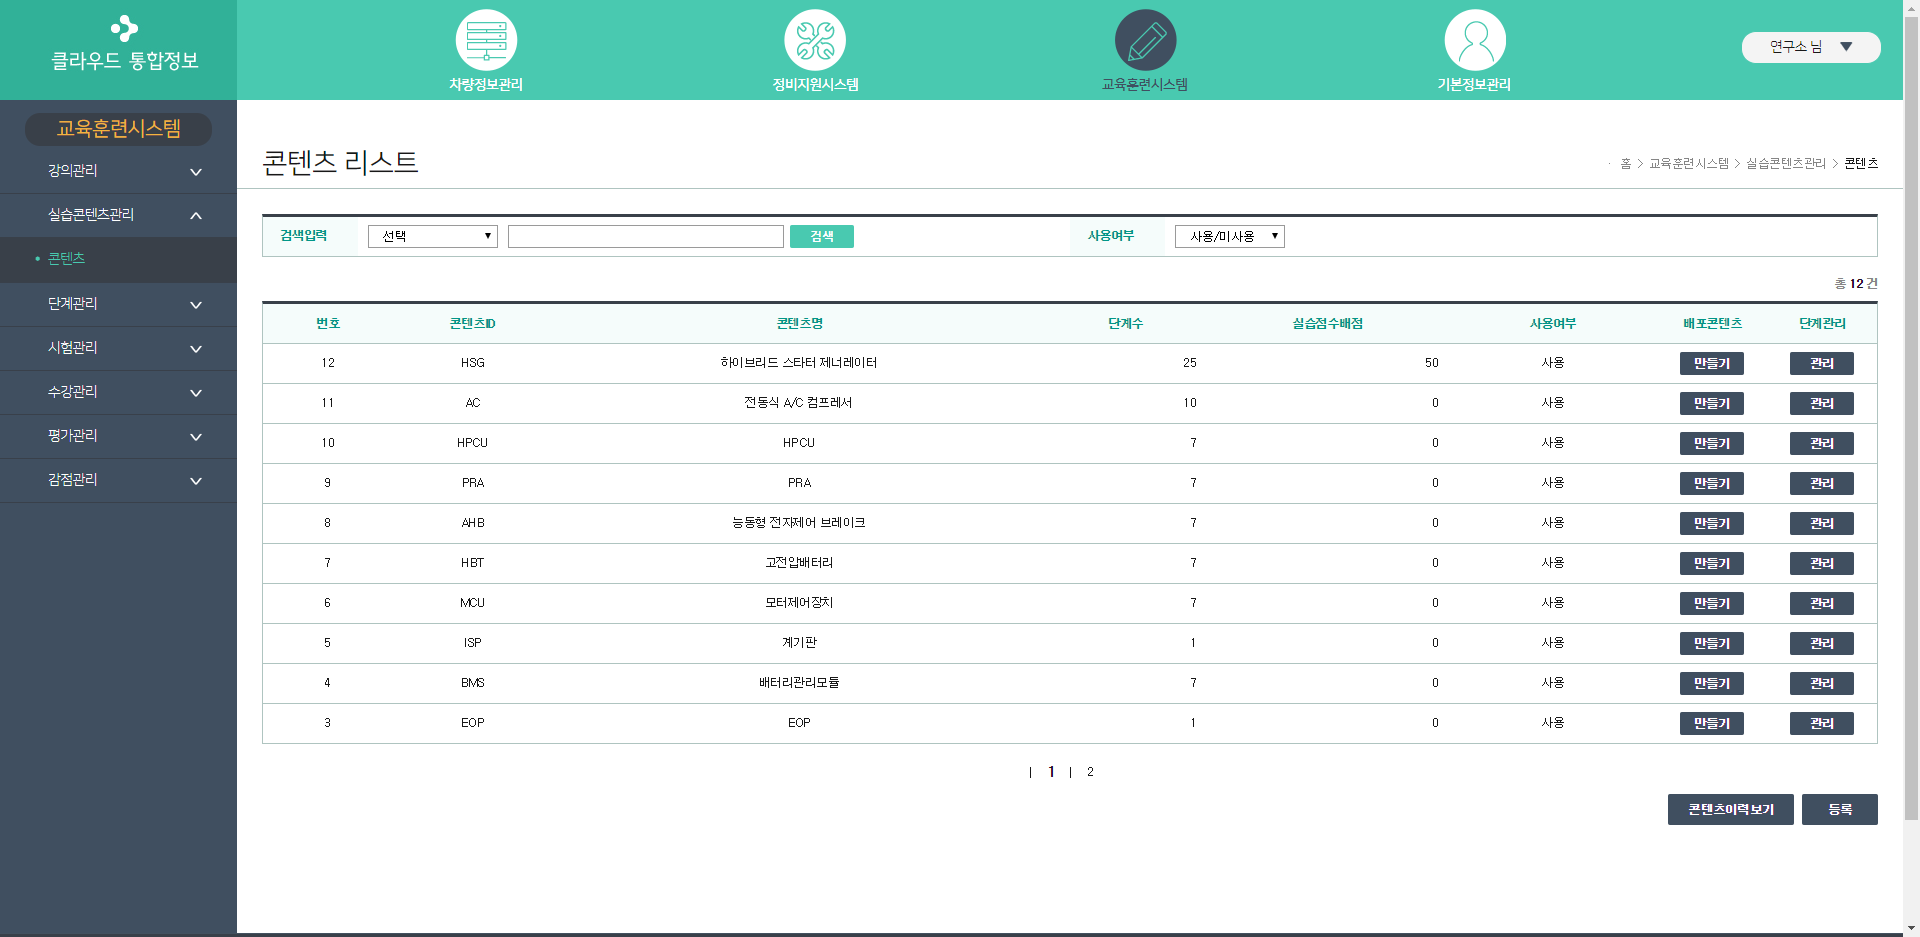 클라우드 통합정보
차량정보관리
정비지원시스템
교육훈련시스템
기본정보관리
연구소 님 ▼
교육훈련시스템
강의관리
실습콘텐츠관리
• 콘텐츠
단계관리
시험관리
수강관리
평가관리
감점관리
콘텐츠 리스트
홈 > 교육훈련시스템 > 실습콘텐츠관리 > 콘텐츠
검색입력 선택 검색 사용여부 사용/미사용
총 12 건
번호 콘텐츠ID 콘텐츠명 단계수 실습점수배점 사용여부 배포콘텐츠 단계관리
12 HSG 하이브리드 스타터 제너레이터 25 50 사용 만들기 관리
11 AC 전동식 A/C 컴프레서 10 0 사용 만들기 관리
10 HPCU HPCU 7 0 사용 만들기 관리
9 PRA PRA 7 0 사용 만들기 관리
8 AHB 능동형 전자제어 브레이크 7 0 사용 만들기 관리
7 HBT 고전압배터리 7 0 사용 만들기 관리
6 MCU 모터제어장치 7 0 사용 만들기 관리
5 ISP 계기판 1 0 사용 만들기 관리
4 BMS 배터리관리모듈 7 0 사용 만들기 관리
3 EOP EOP 1 0 사용 만들기 관리
| 1 | 2
콘텐츠이력보기 등록